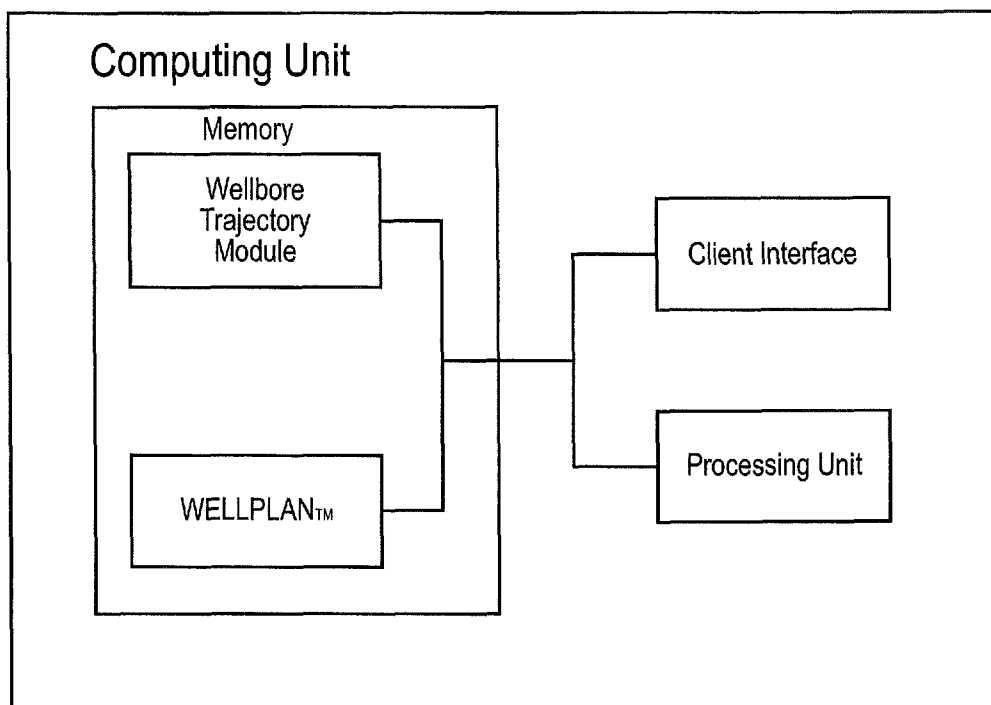 Computing Unit
Memory
Wellbore
Trajectory
Module
Client Interface
Processing Unit
WELLPLAN™